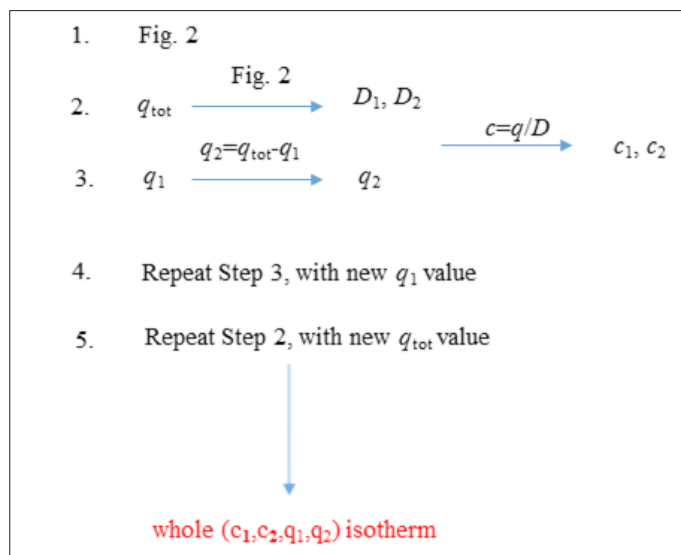 1. Fig. 2
Fig. 2
2. qtot D1, D2
c=q/D
c1, c2
q2=qtot-q1
3. q1 q2
4. Repeat Step 3, with new q1 value
5. Repeat Step 2, with new qtot value
whole (c1,c2,q1,q2) isotherm